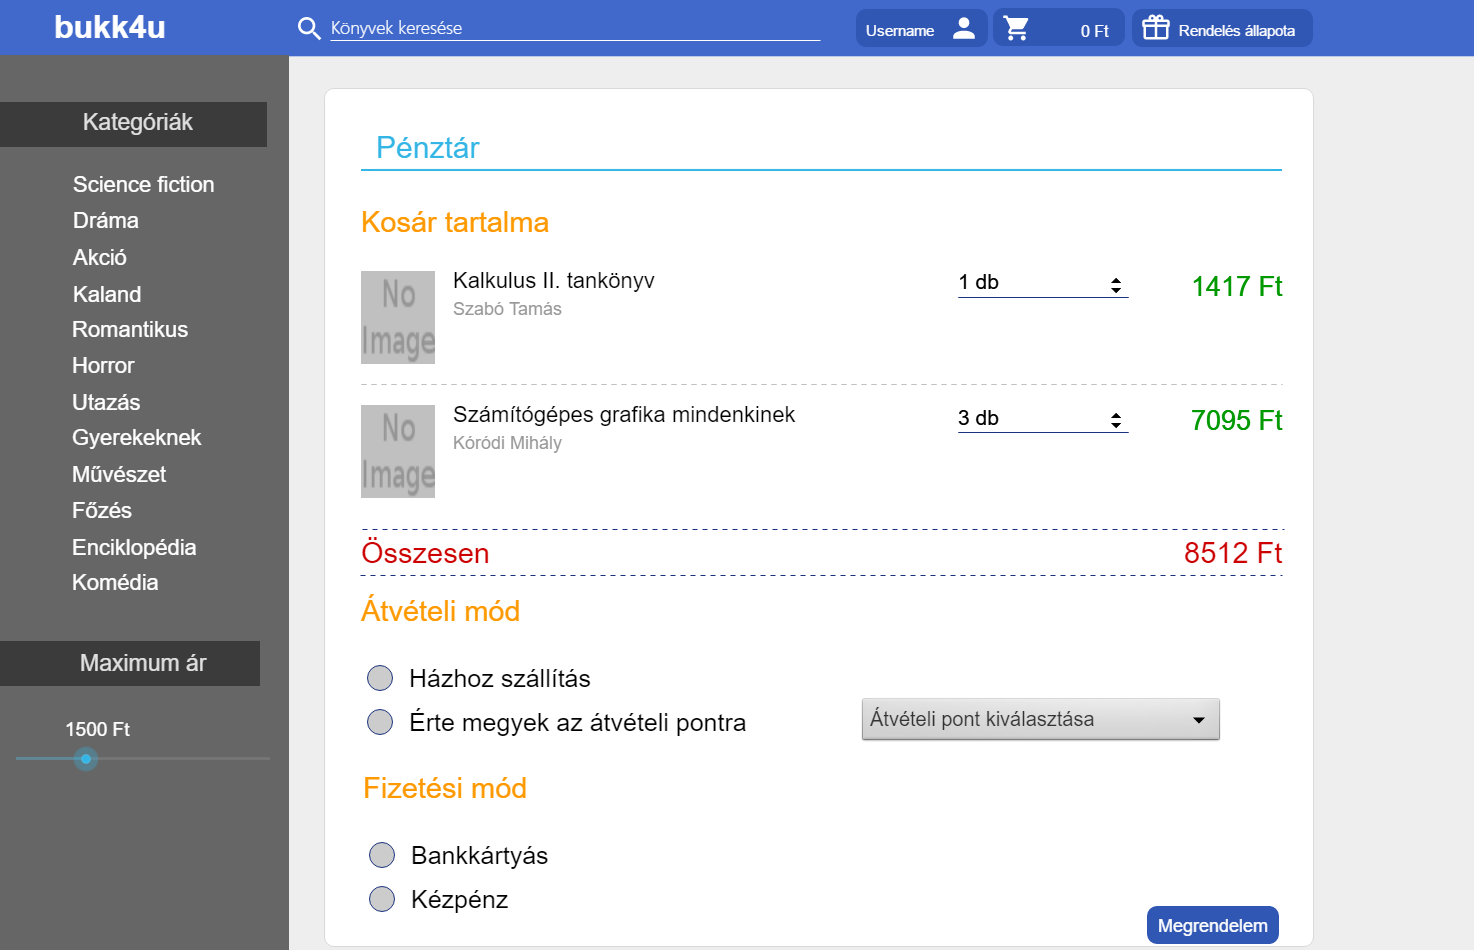 bukk4u
Könyvek keresése
Username
0 Ft
Rendelés állapota
Kategóriák
Science fiction
Dráma
Akció
Kaland
Romantikus
Horror
Utazás
Gyerekeknek
Művészet
Főzés
Enciklopédia
Komédia
Maximum ár
1500 Ft
Pénztár
Kosár tartalma
No
Image
Kalkulus II. tankönyv
Szabó Tamás
1 db
1417 Ft
No
Image
Számítógépes grafika mindenkinek
Kóródi Mihály
3 db
7095 Ft
Összesen
8512 Ft
Átvételi mód
Házhoz szállítás
Érte megyek az átvételi pontra
Átvételi pont kiválasztása
Fizetési mód
Bankkártyás
Kézpénz
Megrendelem